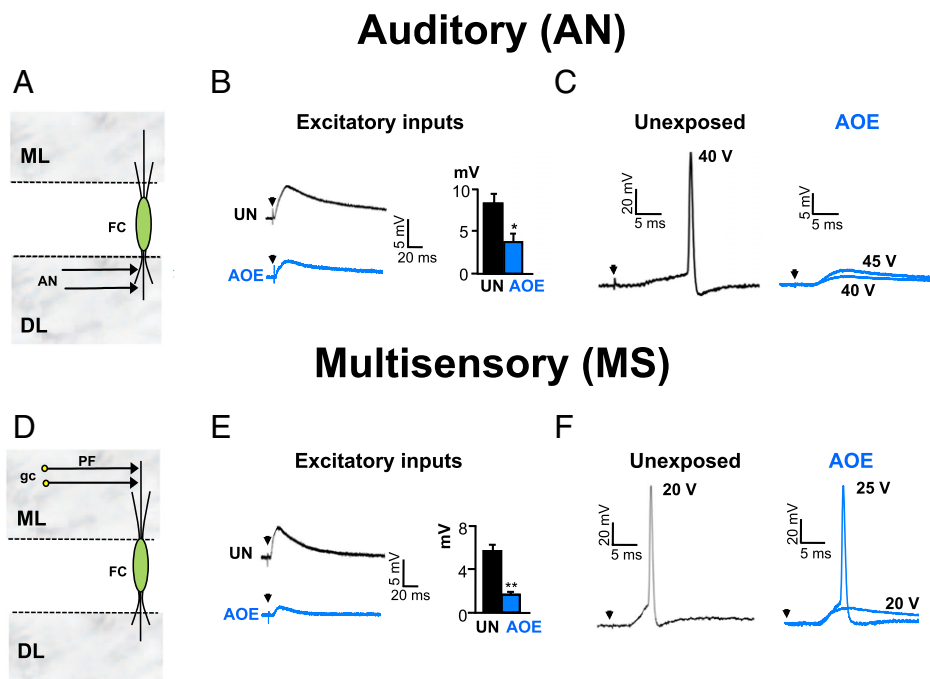 Auditory (AN)
A
B
C
Excitatory inputs
Unexposed
AOE
ML
FC
AN
DL
UN
AOE
5 mV
20 ms
mV
10
5
0
*
UN AOE
40 V
20 mV
5 ms
5 mV
5 ms
45 V
40 V
Multisensory (MS)
D
E
F
Excitatory inputs
Unexposed
AOE
PF
gc
ML
FC
DL
UN
AOE
5 mV
20 ms
mV
8
4
0
**
UN AOE
20 V
20 mV
5 ms
25 V
20 mV
5 ms
20 V